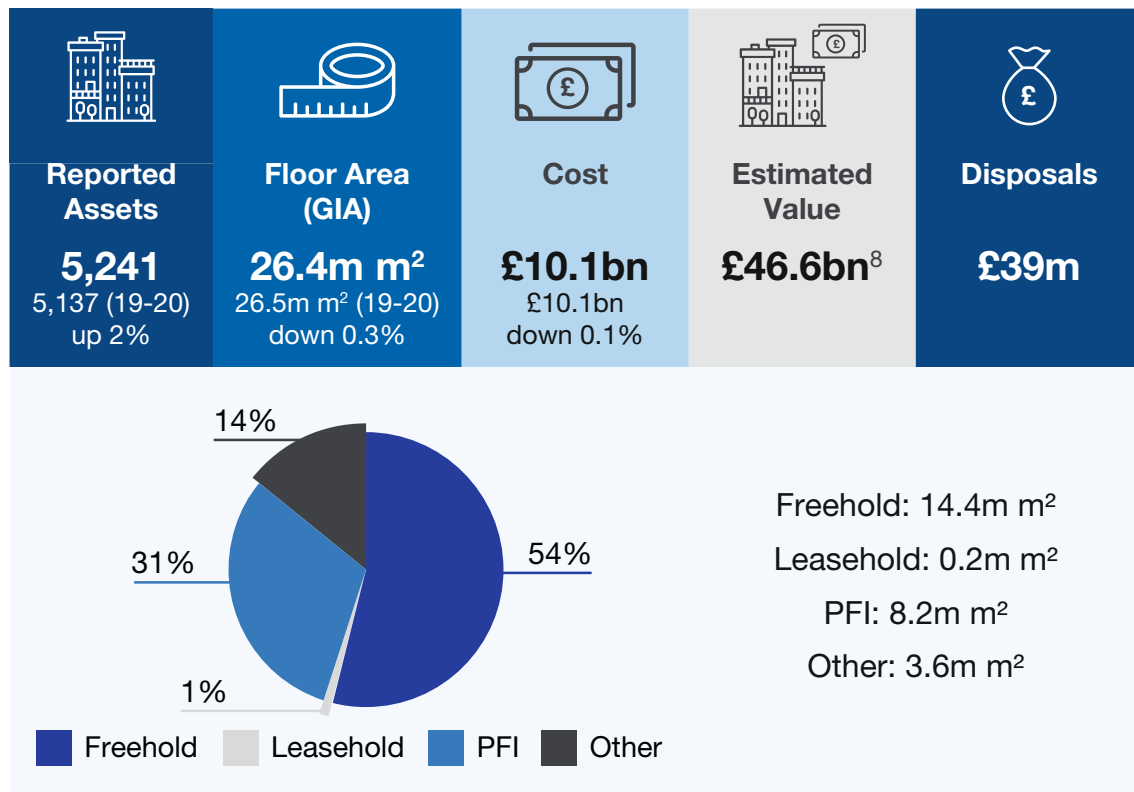 £
£
£
Reported
Assets
5,241
5,137 (19-20)
up 2%
Floor Area
(GIA)
26.4m m²
26.5m m² (19-20)
down 0.3%
Cost
£10.1bn
£10.1bn
down 0.1%
Estimated
Value
£46.6bn⁸
Disposals
£39m
14%
31%
54%
1%
Freehold: 14.4m m²
Leasehold: 0.2m m²
PFI: 8.2m m²
Other: 3.6m m²
Freehold Leasehold PFI Other